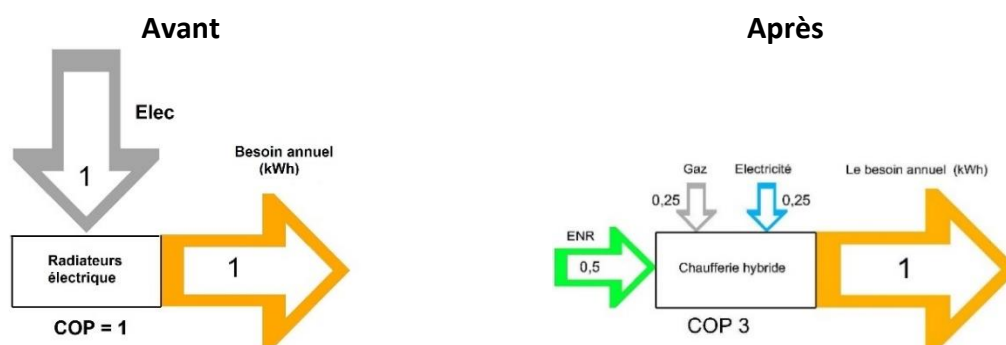 Avant
Elec
1
Besoin annuel
(kWh)
Radiateurs
électrique
1
COP = 1
Après
Gaz
Electricité
Le besoin annuel (kWh)
0,25
0,25
ENR
0,5
Chaufferie hybride
1
COP 3